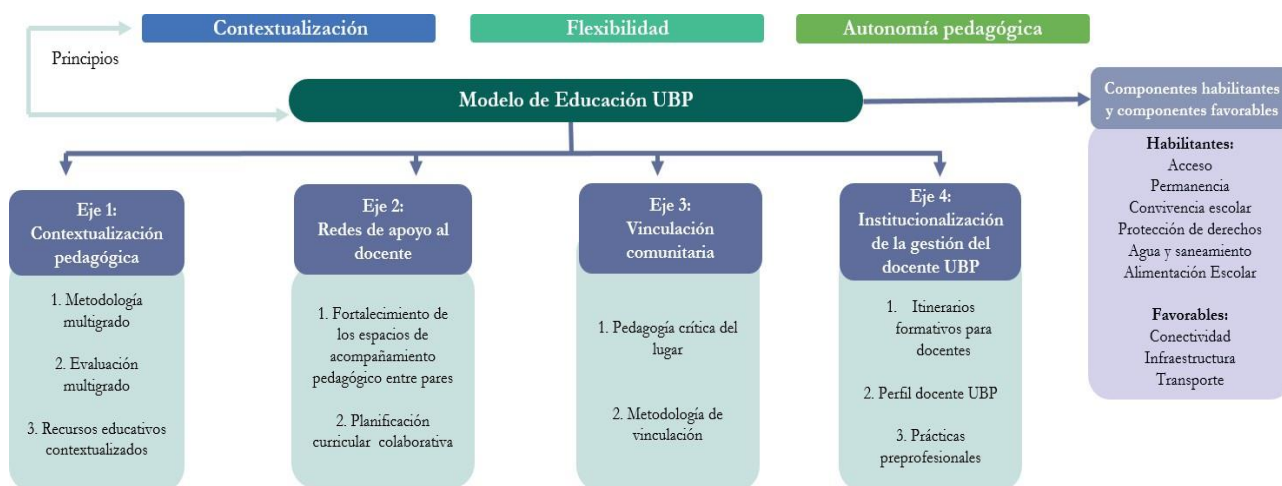 Contextualización
Flexibilidad
Autonomía pedagógica
Principios
Modelo de Educación UBP
Componentes habilitantes
y componentes favorables
Habilitantes:
Acceso
Permanencia
Convivencia escolar
Protección de derechos
Agua y saneamiento
Alimentación Escolar
Favorables:
Conectividad
Infraestructura
Transporte
Eje 1:
Contextualización
pedagógica
1. Metodología
multigrado
2. Evaluación
multigrado
3. Recursos educativos
contextualizados
Eje 2:
Redes de apoyo al
docente
1. Fortalecimiento de
los espacios de
acompañamiento
pedagógico entre pares
2. Planificación
curricular colaborativa
Eje 3:
Vinculación
comunitaria
1. Pedagogía crítica del
lugar
2. Metodología de
vinculación
Eje 4:
Institucionalización
de la gestión del
docente UBP
1. Itinerarios
formativos para
docentes
2. Perfil docente UBP
3. Prácticas
preprofesionales